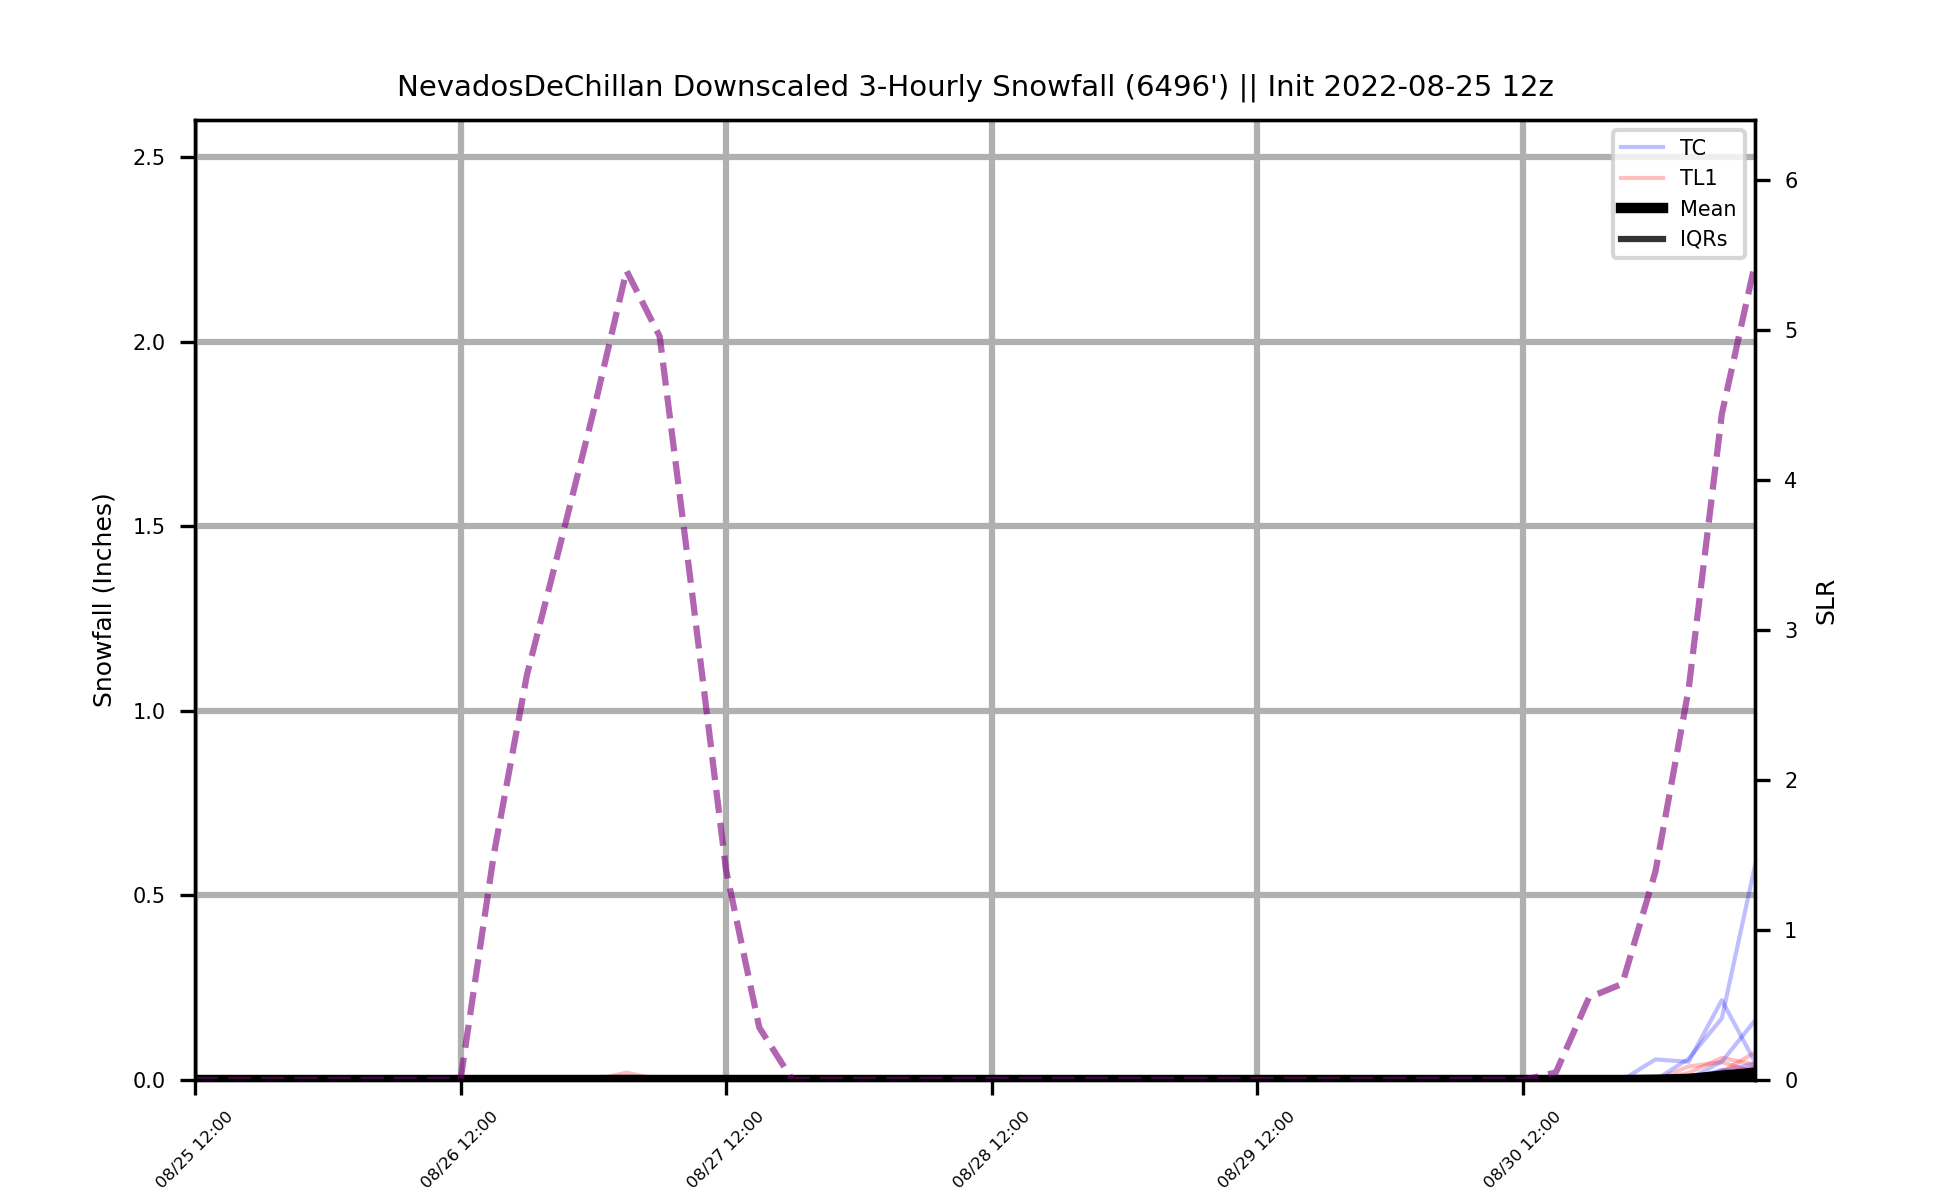 NevadosDeChillan Downscaled 3-Hourly Snowfall (6496') || Init 2022-08-25 12z
TC
TL1
Mean
IQRs
2.5
2.0
1.5
1.0
0.5
0.0
Snowfall (Inches)
6
5
4
3
2
1
0
SLR
08/25 12:00
08/26 12:00
08/27 12:00
08/28 12:00
08/29 12:00
08/30 12:00